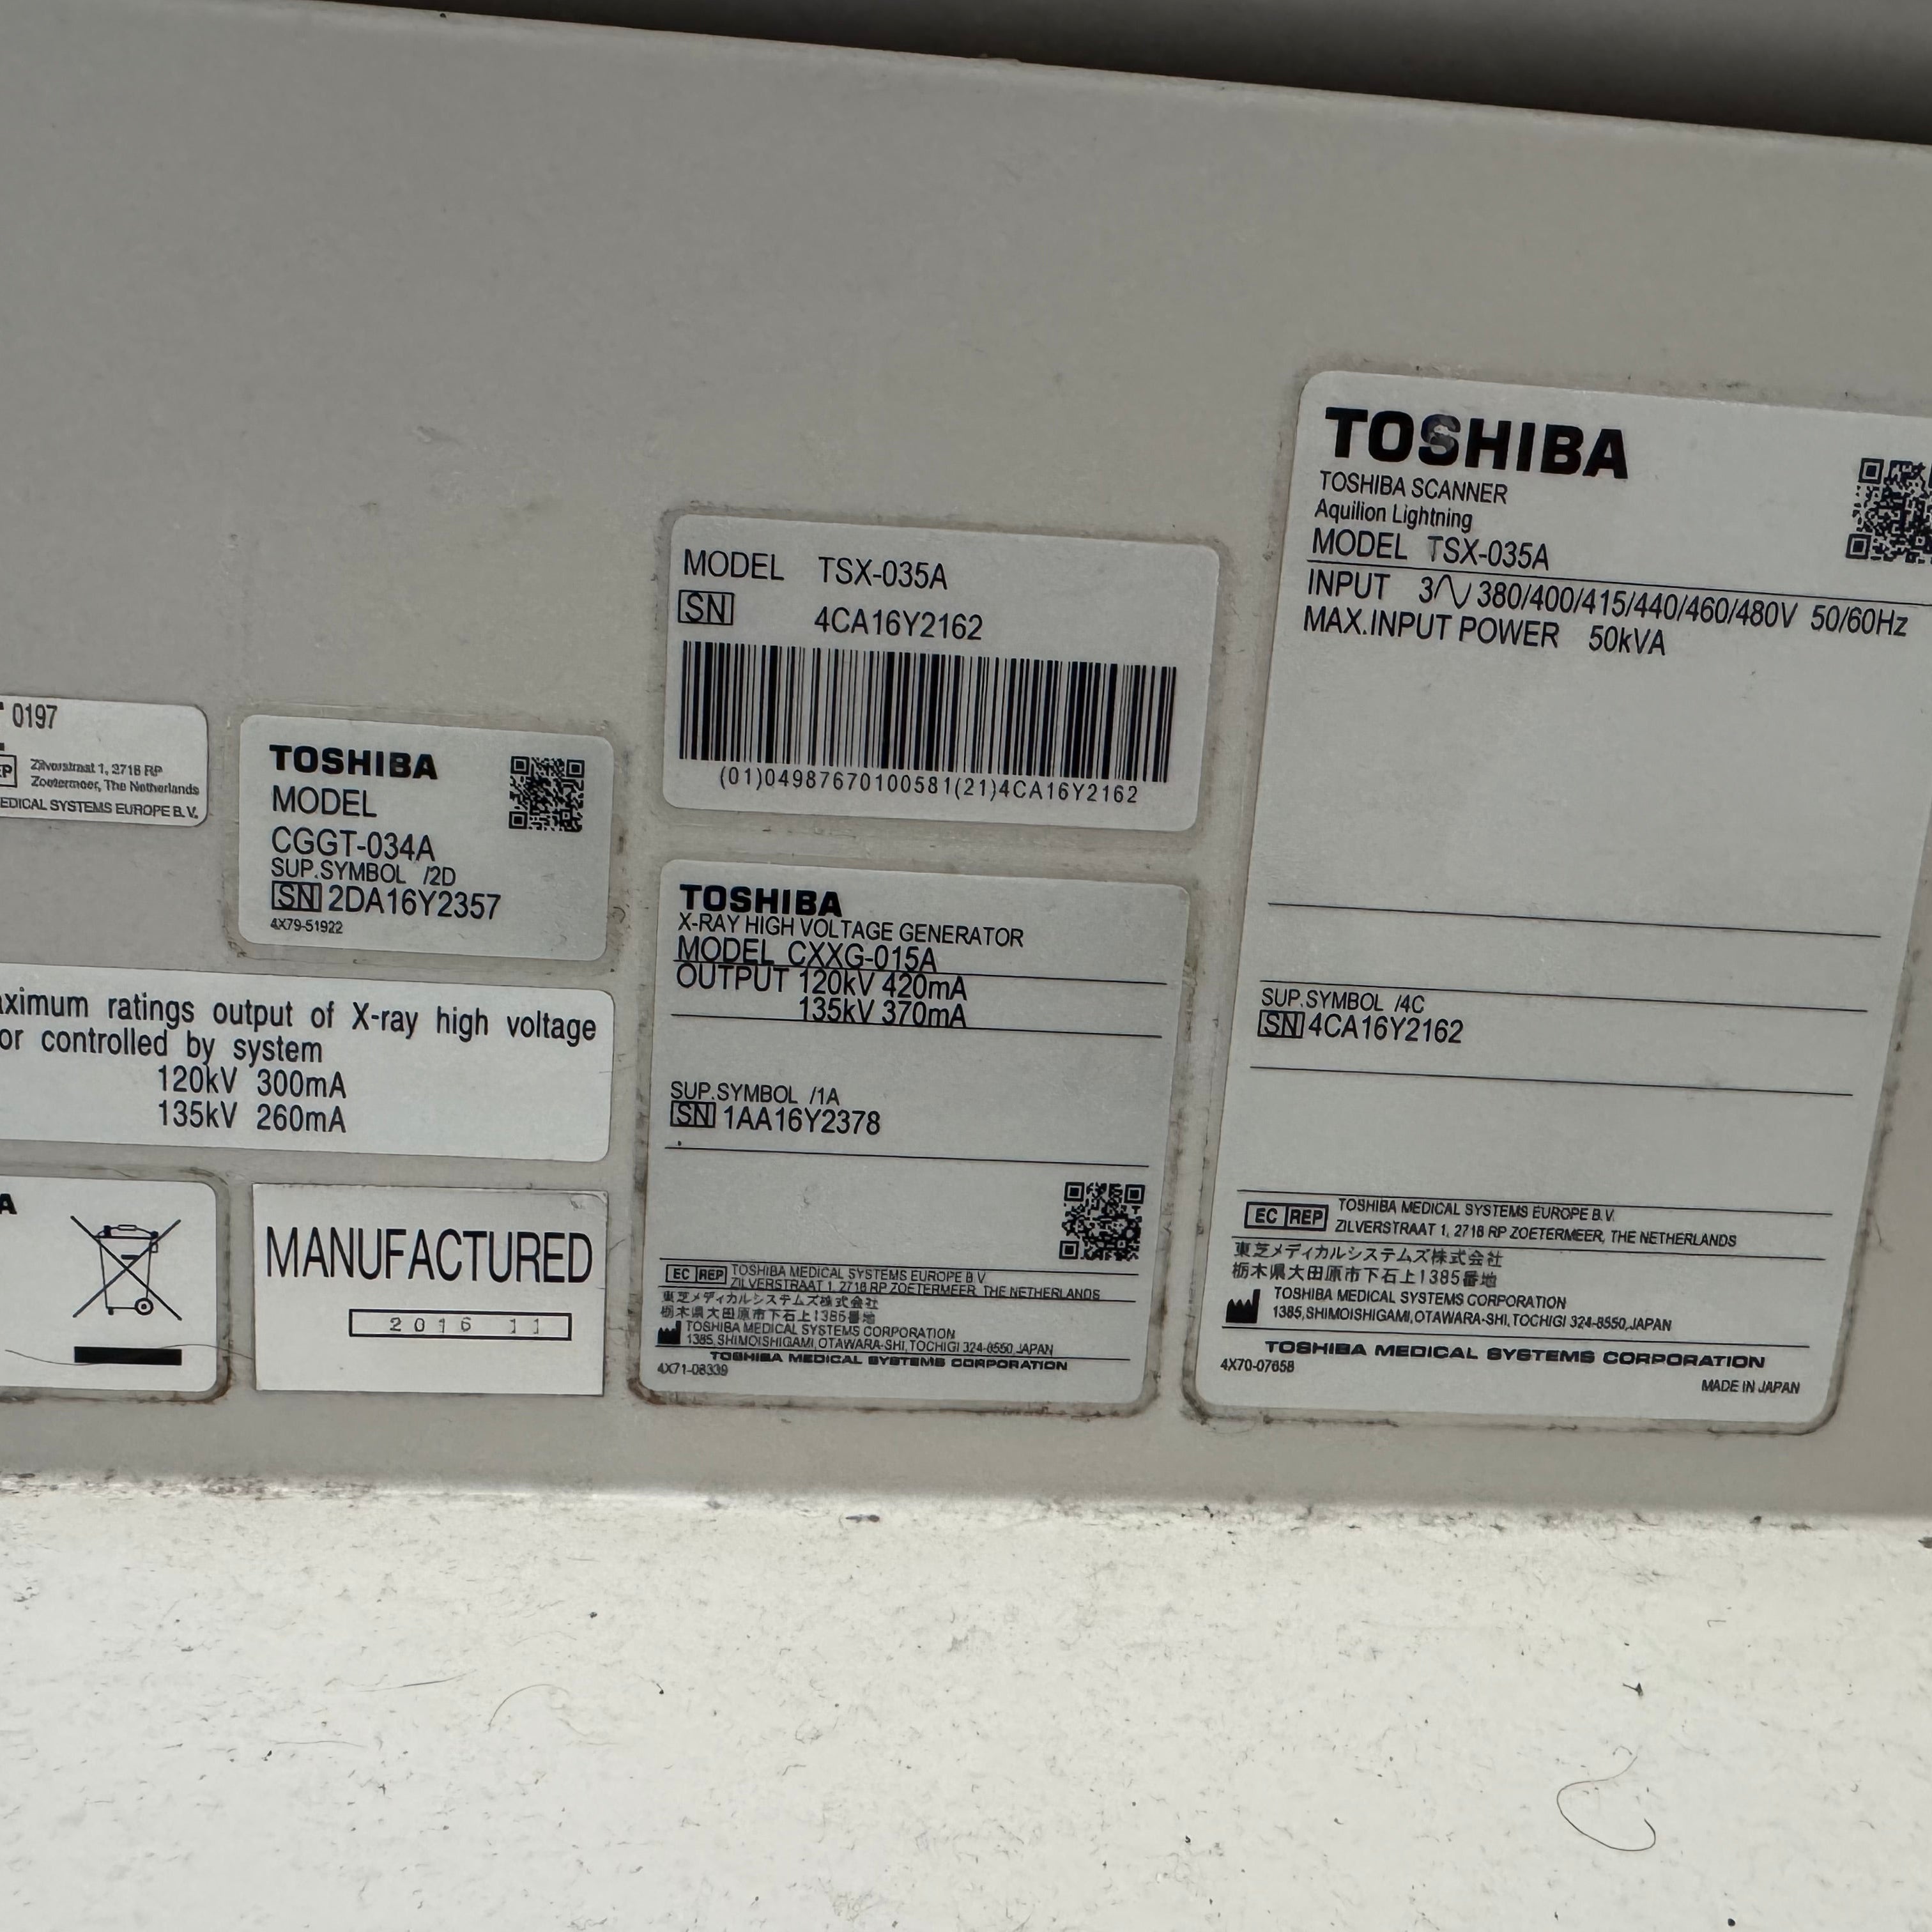 0197
Zilverstraat 1, 2718 RP
Zoetermeer, The Netherlands
EDICAL SYSTEMS EUROPE B.V.
TOSHIBA
MODEL
CGGT-034A
SUP.SYMBOL /2D
SN 2DA16Y2357
4X79-51922
aximum ratings output of X-ray high voltage
or controlled by system
120kV 300mA
135kV 260mA
A
MANUFACTURED
2016 11
MODEL TSX-035A
SN 4CA16Y2162
(01)04987670100581(21)4CA16Y2162
TOSHIBA
X-RAY HIGH VOLTAGE GENERATOR
MODEL CXXG-015A
OUTPUT 120kV 420mA
135kV 370mA
SUP.SYMBOL /1A
SN 1AA16Y2378
EC REP TOSHIBA MEDICAL SYSTEMS EUROPE B.V.
ZILVERSTRAAT 1, 2718 RP ZOETERMEER, THE NETHERLANDS
東芝メディカルシステムズ株式会社
栃木県大田原市下石上1385番地
TOSHIBA MEDICAL SYSTEMS CORPORATION
1385, SHIMOISHIGAMI, OTAWARA-SHI, TOCHIGI 324-8550, JAPAN
TOSHIBA MEDICAL SYSTEMS CORPORATION
4X71-08339
TOSHIBA
TOSHIBA SCANNER
Aquilion Lightning
MODEL TSX-035A
INPUT 3∿380/400/415/440/460/480V 50/60Hz
MAX.INPUT POWER 50kVA
SUP.SYMBOL /4C
SN 4CA16Y2162
EC REP TOSHIBA MEDICAL SYSTEMS EUROPE B.V.
ZILVERSTRAAT 1, 2718 RP ZOETERMEER, THE NETHERLANDS
東芝メディカルシステムズ株式会社
栃木県大田原市下石上1385番地
TOSHIBA MEDICAL SYSTEMS CORPORATION
1385, SHIMOISHIGAMI, OTAWARA-SHI, TOCHIGI 324-8550, JAPAN
TOSHIBA MEDICAL SYSTEMS CORPORATION
4X70-07658
MADE IN JAPAN